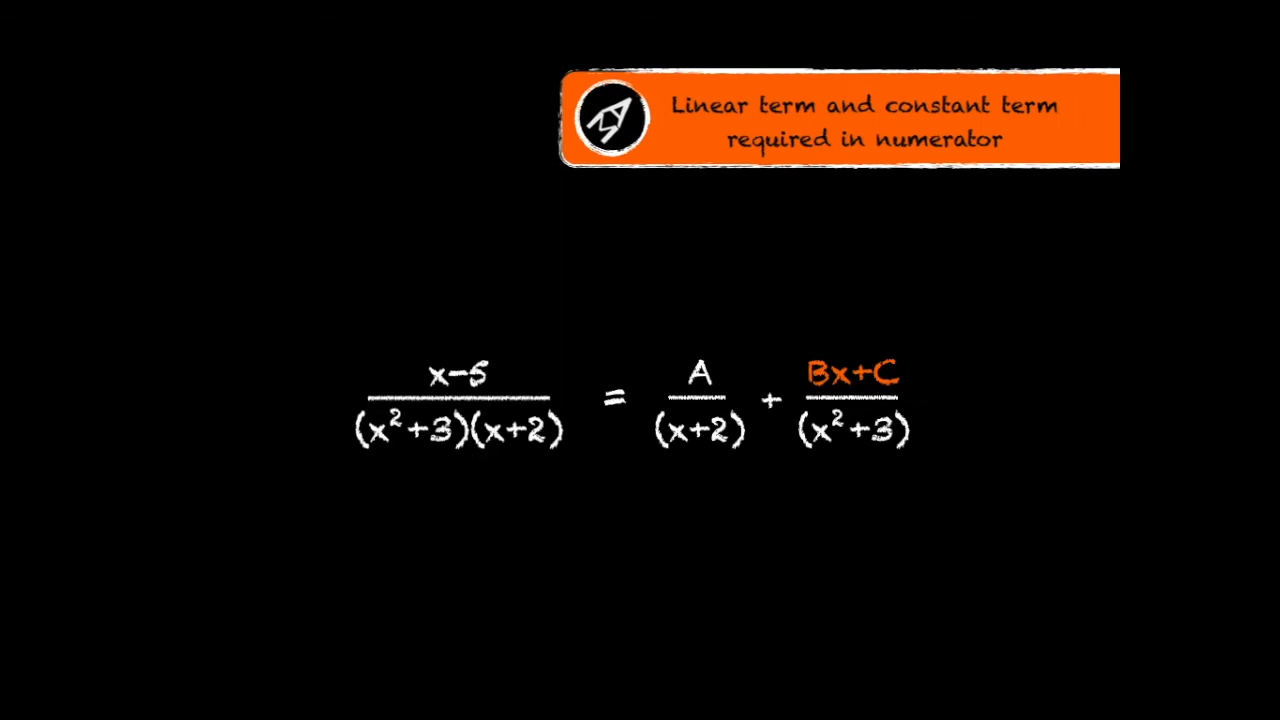 Linear term and constant term
required in numerator
x-5 / (x²+3)(x+2) = A / (x+2) + Bx+C / (x²+3)